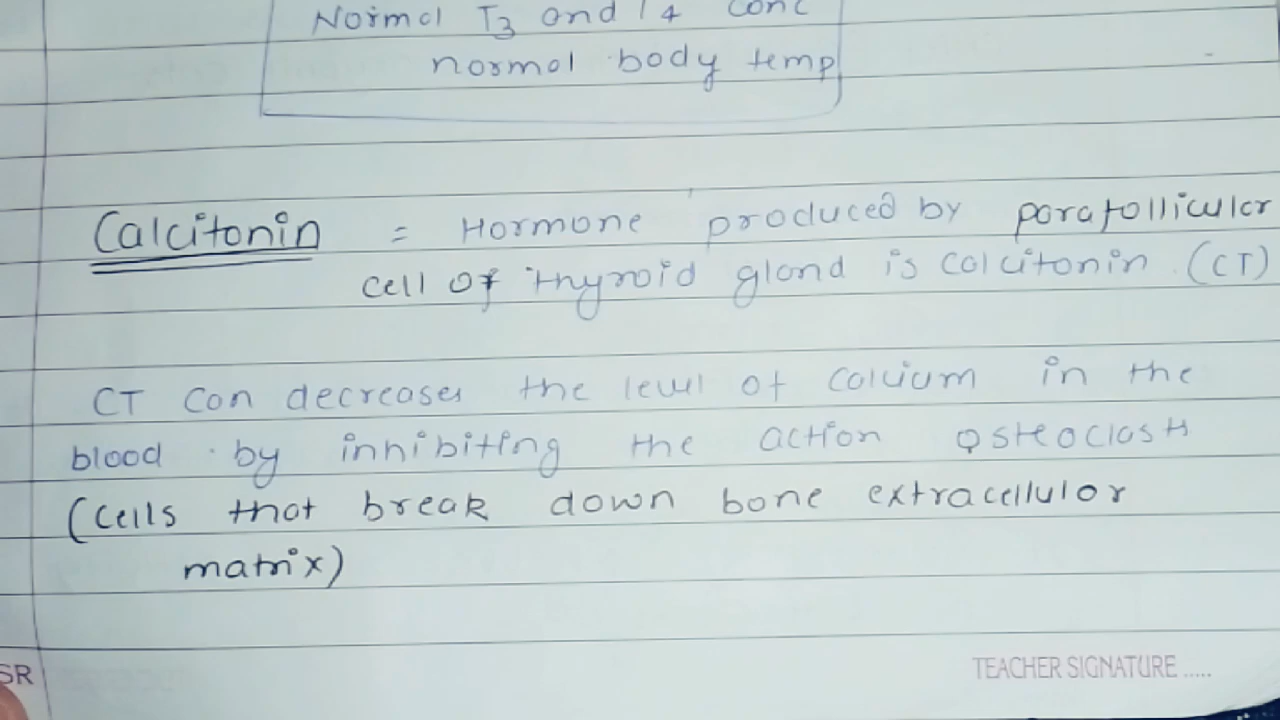 Normal T3 and T4 conc
normal body temp
Calcitonin = Hormone produced by parafollicular
cell of thyroid gland is calcitonin (CT)
CT can decreases the level of calcium in the
blood by inhibiting the action osteoclasts
(cells that break down bone extracellular
matrix)
SR
TEACHER SIGNATURE .....